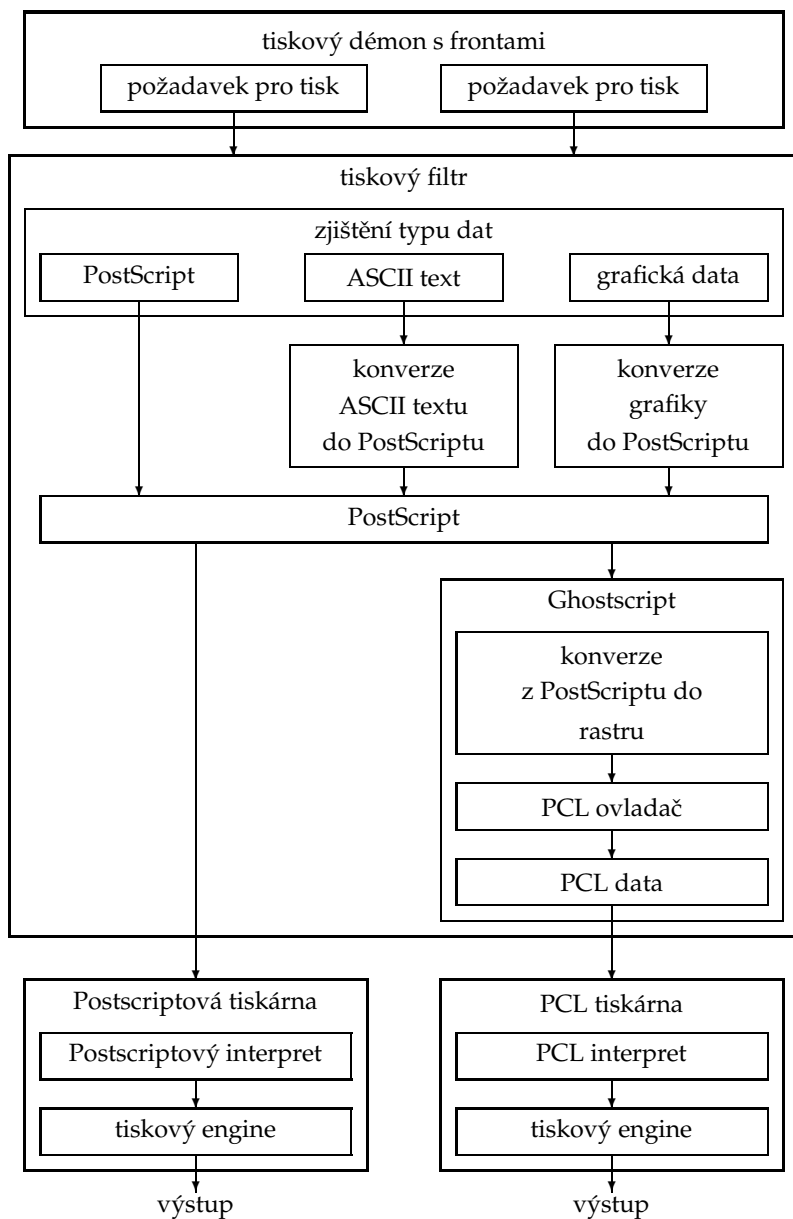 tiskový démon s frontami
požadavek pro tisk
požadavek pro tisk
tiskový filtr
zjištění typu dat
PostScript
ASCII text
grafická data
konverze
ASCII textu
do PostScriptu
konverze
grafiky
do PostScriptu
PostScript
Ghostscript
konverze
z PostScriptu do
rastru
PCL ovladač
PCL data
Postscriptová tiskárna
Postscriptový interpret
tiskový engine
výstup
PCL tiskárna
PCL interpret
tiskový engine
výstup